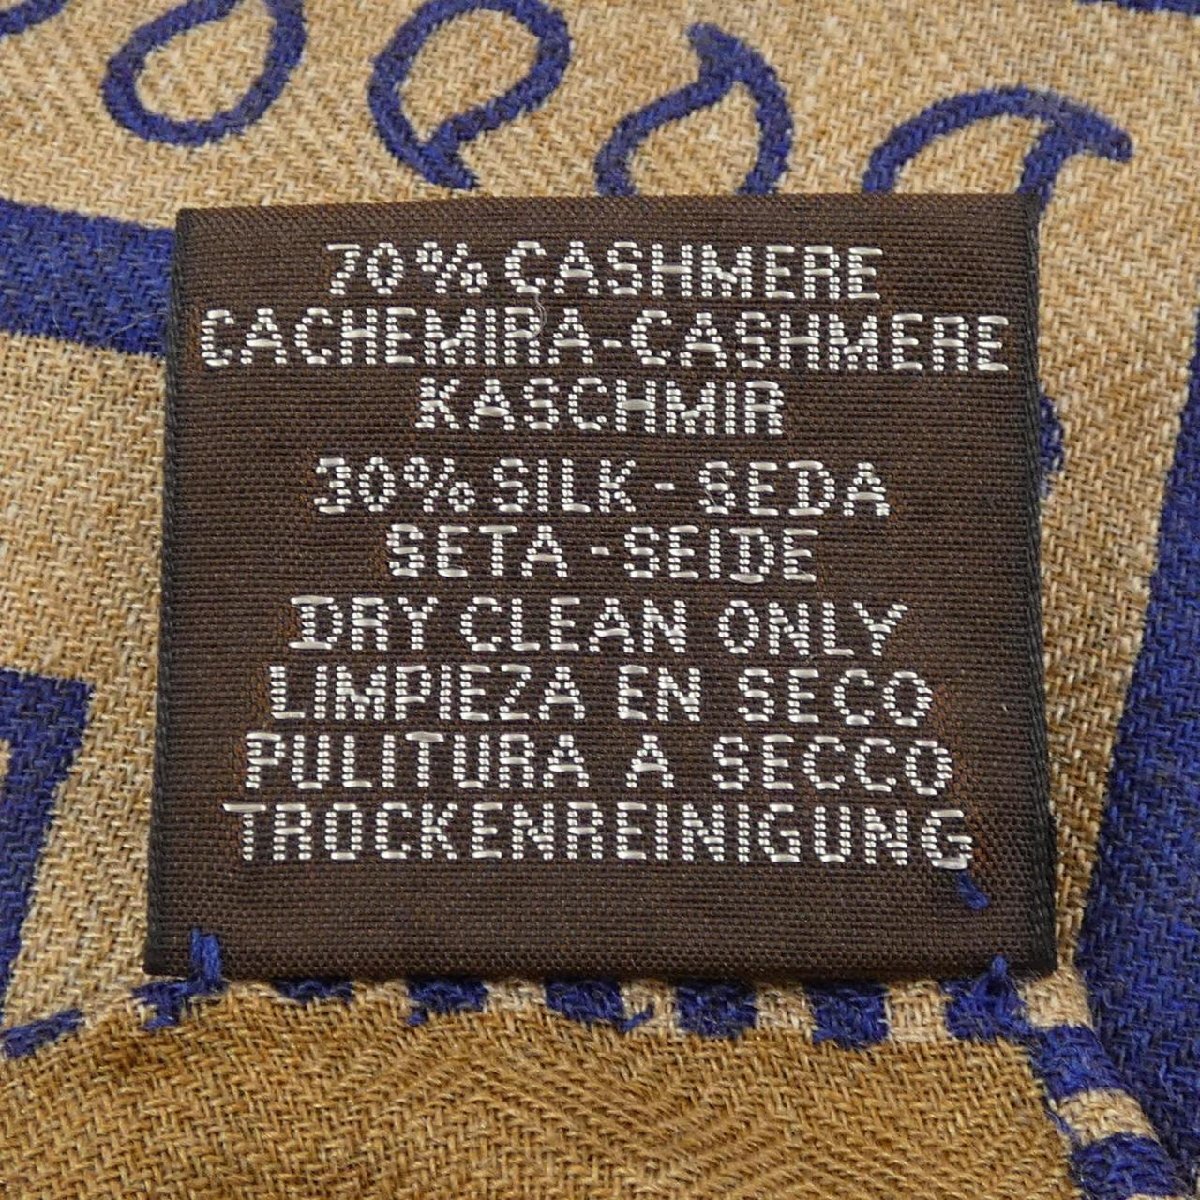 70% CASHMERE
CACHEMIRA-CASHMERE
KASCHMIR
30% SILK - SEDA
SETA - SEIDE
DRY CLEAN ONLY
LIMPIEZA EN SECO
PULITURA A SECCO
TROCKENREINIGUNG